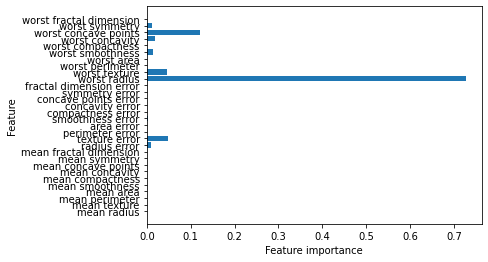 worst fractal dimension
worst symmetry
worst concave points
worst concavity
worst compactness
worst smoothness
worst area
worst perimeter
worst texture
worst radius
fractal dimension error
symmetry error
concave points error
concavity error
compactness error
smoothness error
area error
perimeter error
texture error
radius error
mean fractal dimension
mean symmetry
mean concave points
mean concavity
mean compactness
mean smoothness
mean area
mean perimeter
mean texture
mean radius
Feature
0.0 0.1 0.2 0.3 0.4 0.5 0.6 0.7
Feature importance